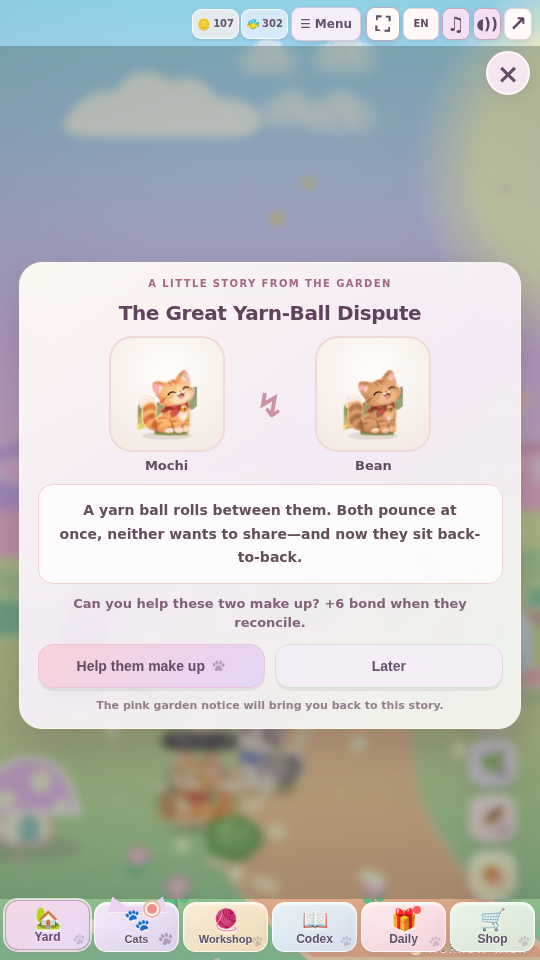 107
302
☰ Menu
EN
A LITTLE STORY FROM THE GARDEN
The Great Yarn-Ball Dispute
Mochi
Bean
A yarn ball rolls between them. Both pounce at
once, neither wants to share—and now they sit back-
to-back.
Can you help these two make up? +6 bond when they
reconcile.
Help them make up
Later
The pink garden notice will bring you back to this story.
Yard
Cats
Workshop
Codex
Daily
Shop